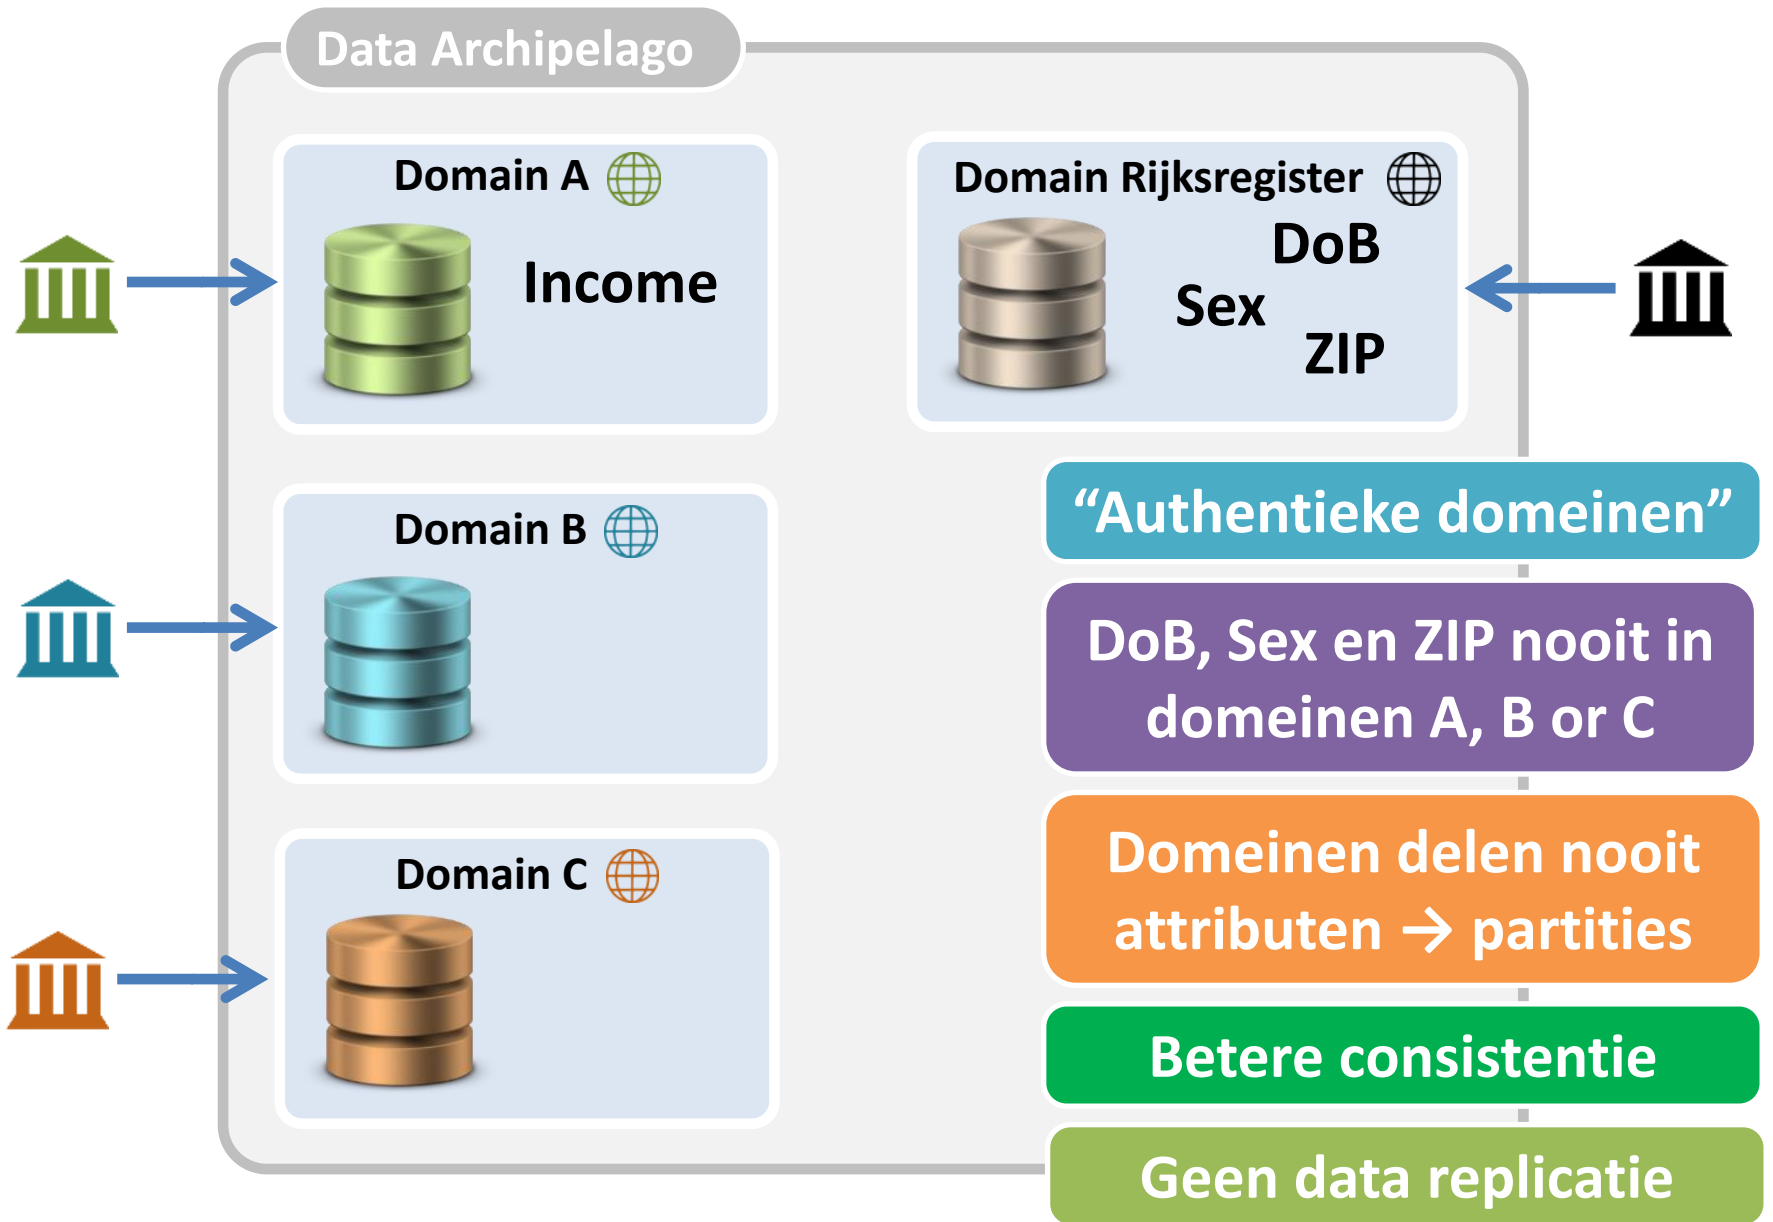 Data Archipelago
Domain A
Income
Domain Rijksregister
DoB
Sex
ZIP
Domain B
Domain C
“Authentieke domeinen”
DoB, Sex en ZIP nooit in
domeinen A, B or C
Domeinen delen nooit
attributen → partities
Betere consistentie
Geen data replicatie